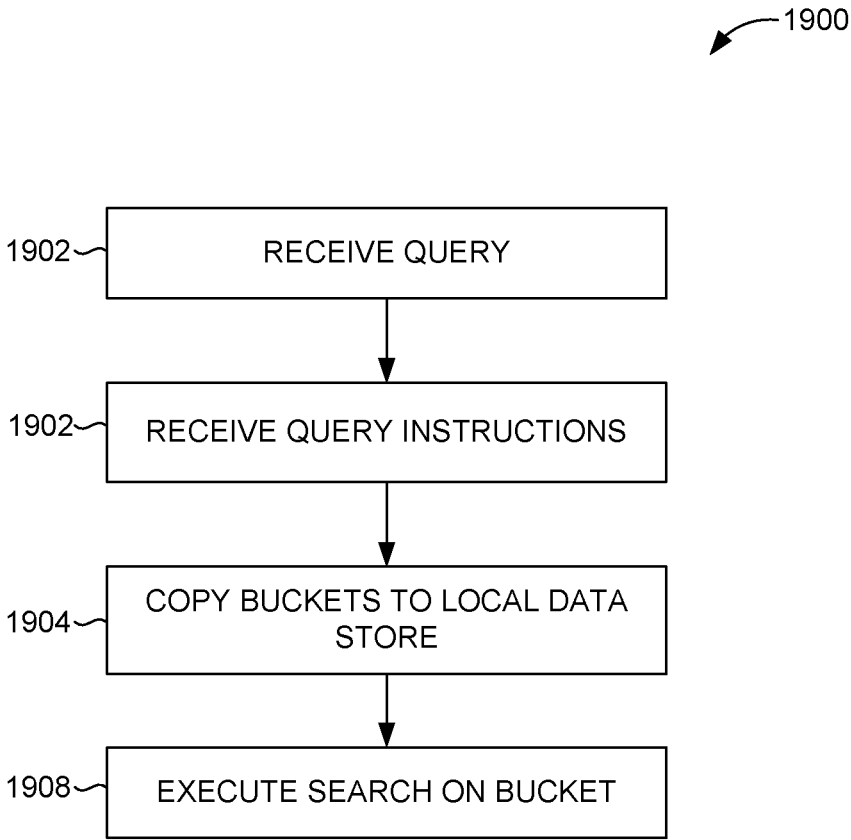 1900
1902
RECEIVE QUERY
1902
RECEIVE QUERY INSTRUCTIONS
1904
COPY BUCKETS TO LOCAL DATA
STORE
1908
EXECUTE SEARCH ON BUCKET